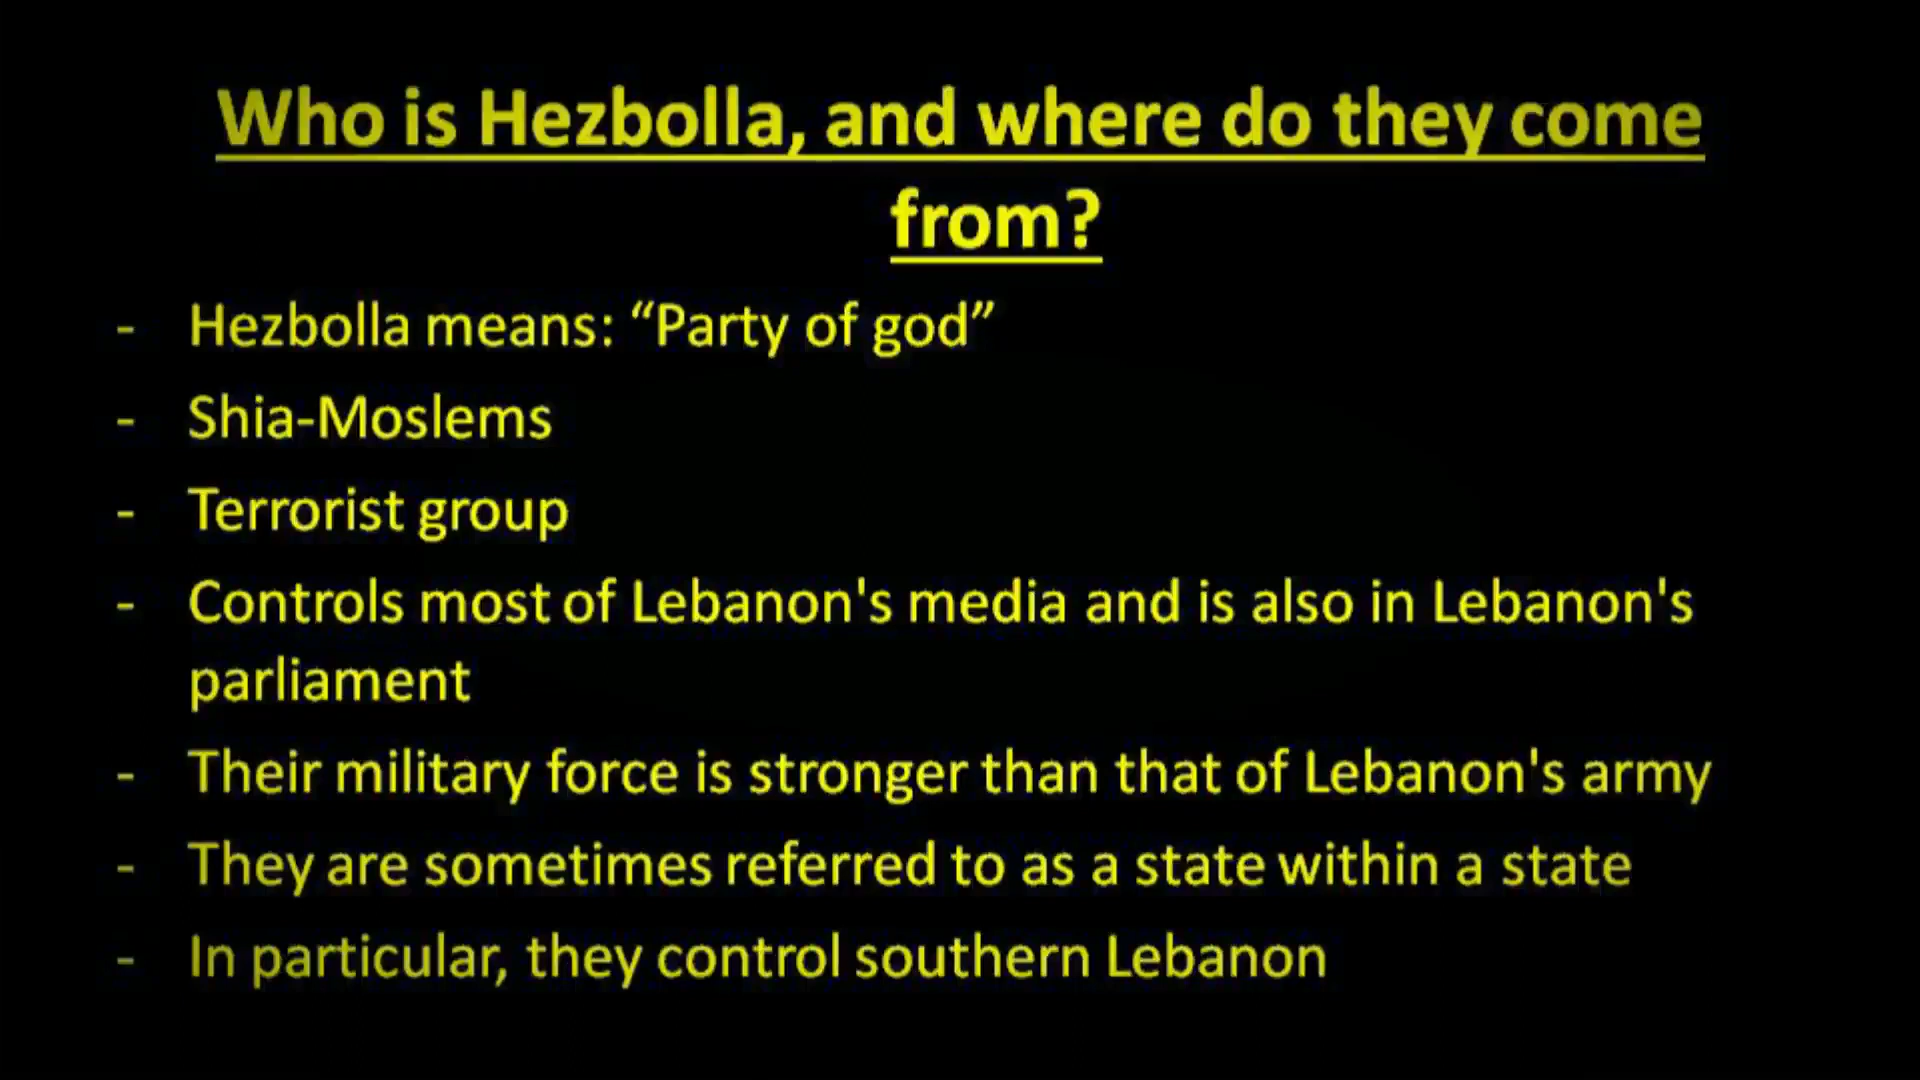 Who is Hezbolla, and where do they come
from?
- Hezbolla means: “Party of god”
- Shia-Moslems
- Terrorist group
- Controls most of Lebanon's media and is also in Lebanon's
parliament
- Their military force is stronger than that of Lebanon's army
- They are sometimes referred to as a state within a state
- In particular, they control southern Lebanon